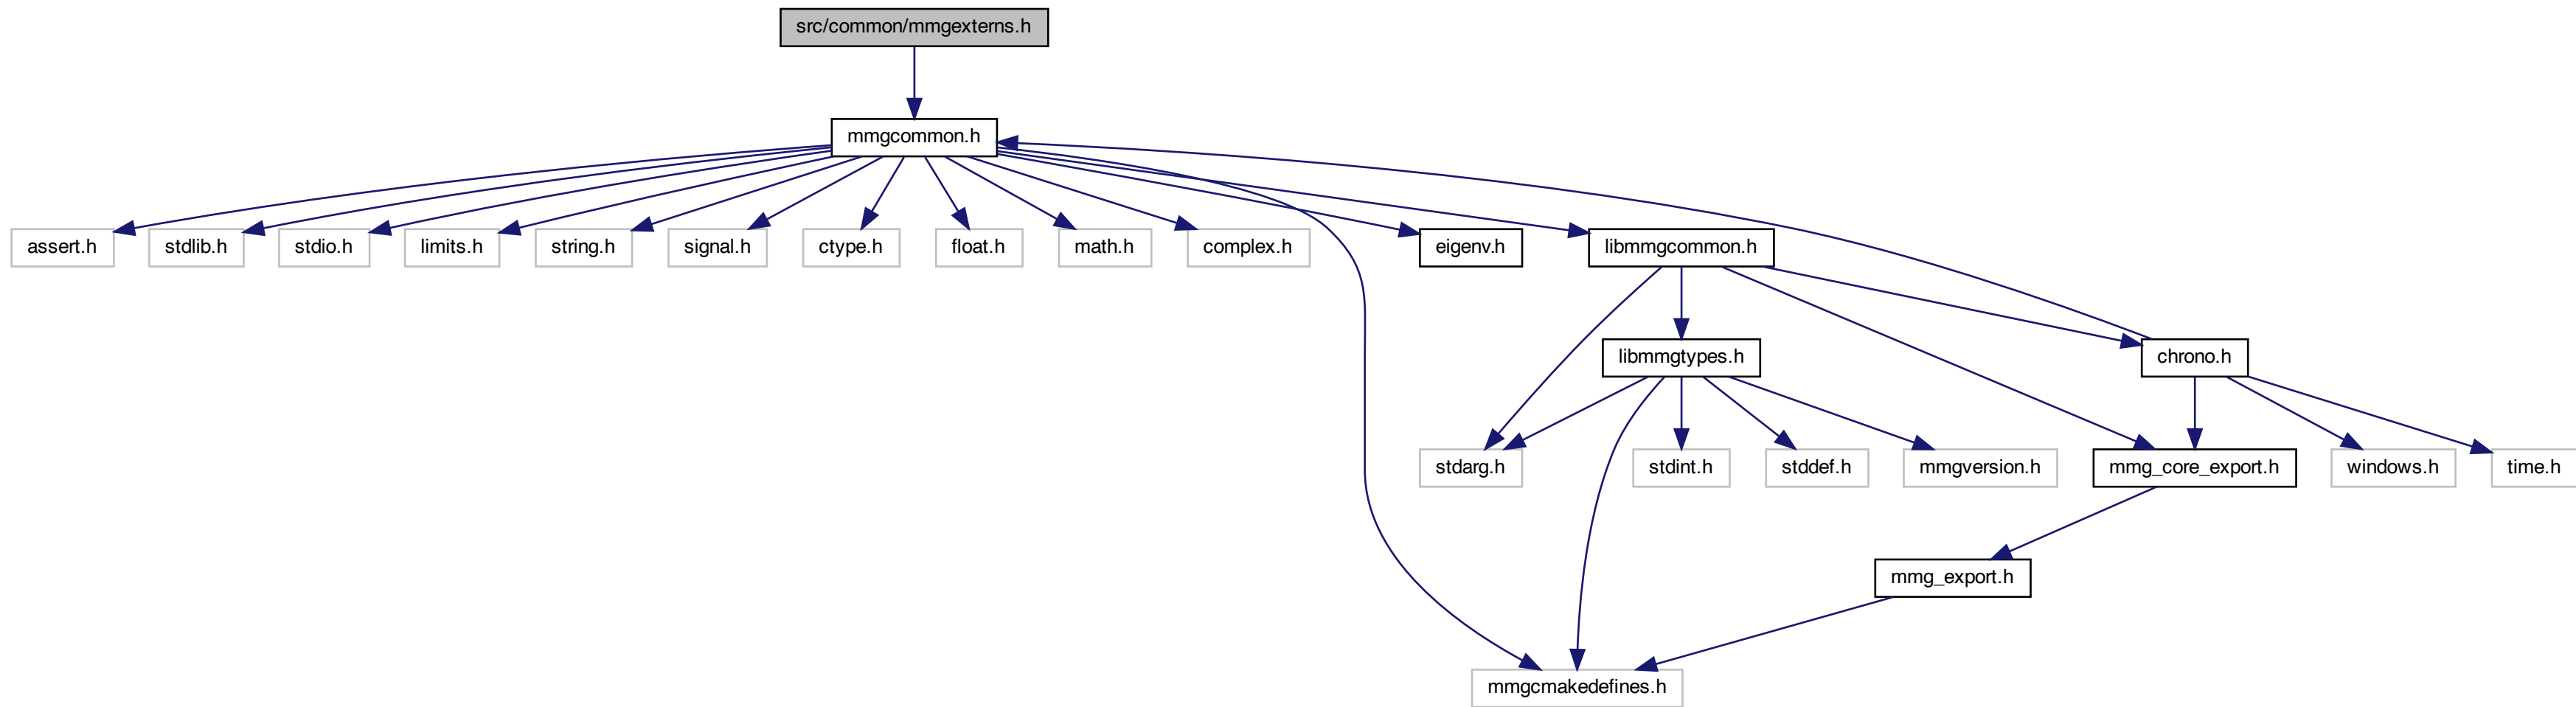 src/common/mmgexterns.h
mmgcommon.h
assert.h
stdlib.h
stdio.h
limits.h
string.h
signal.h
ctype.h
float.h
math.h
complex.h
eigenv.h
libmmgcommon.h
libmmgtypes.h
chrono.h
stdarg.h
stdint.h
stddef.h
mmgversion.h
mmg_core_export.h
windows.h
time.h
mmg_export.h
mmgcmakedefines.h